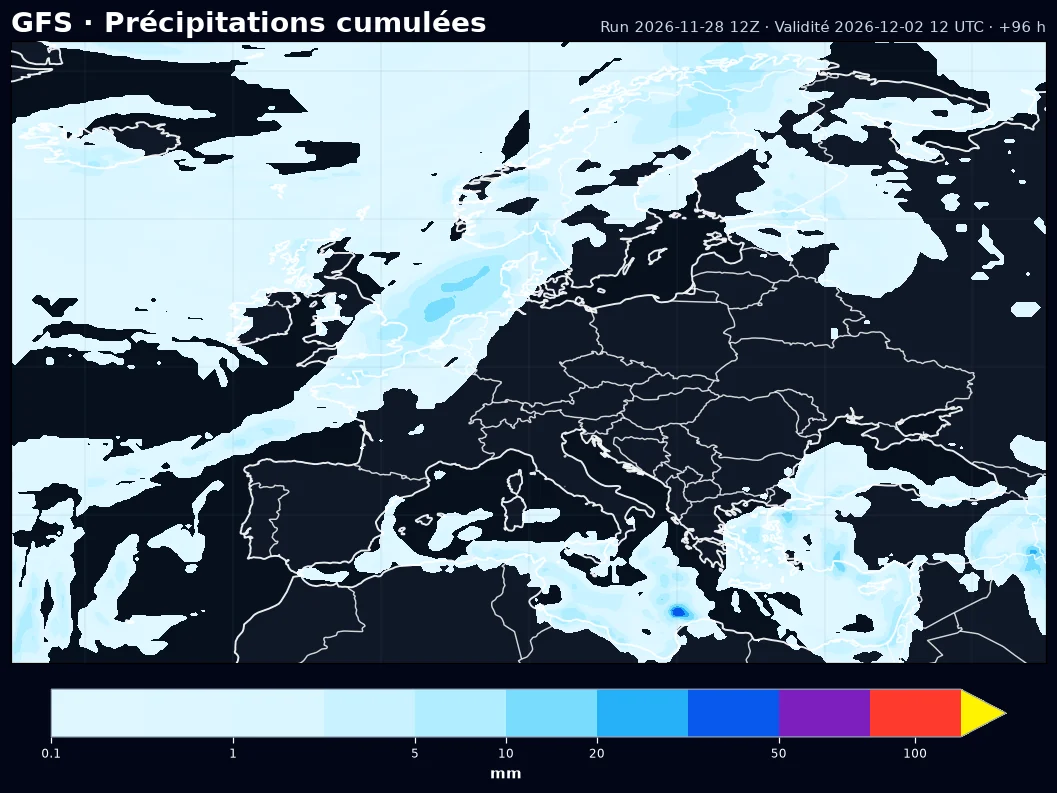 GFS · Précipitations cumulées
Run 2026-11-28 12Z · Validité 2026-12-02 12 UTC · +96 h
0.1 1 5 10 20 50 100
mm